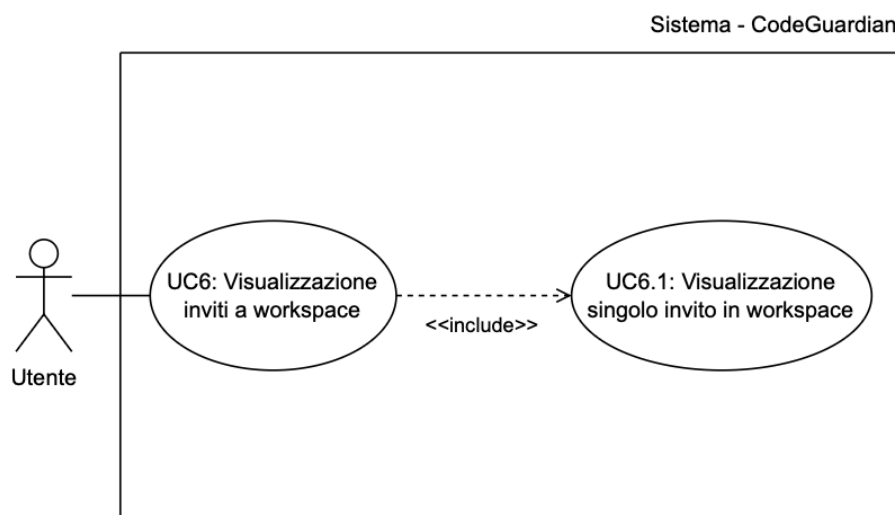 Sistema - CodeGuardian
UC6: Visualizzazione
inviti a workspace
<<include>>
UC6.1: Visualizzazione
singolo invito in workspace
Utente